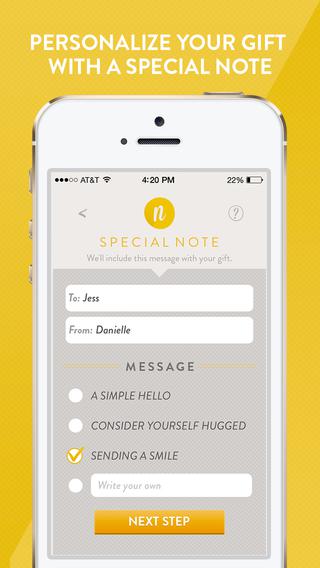 PERSONALIZE YOUR GIFT
WITH A SPECIAL NOTE
AT&T 4:20 PM 22%
< n ?
SPECIAL NOTE
We'll include this message with your gift.
To: Jess
From: Danielle
MESSAGE
A SIMPLE HELLO
CONSIDER YOURSELF HUGGED
SENDING A SMILE
Write your own
NEXT STEP